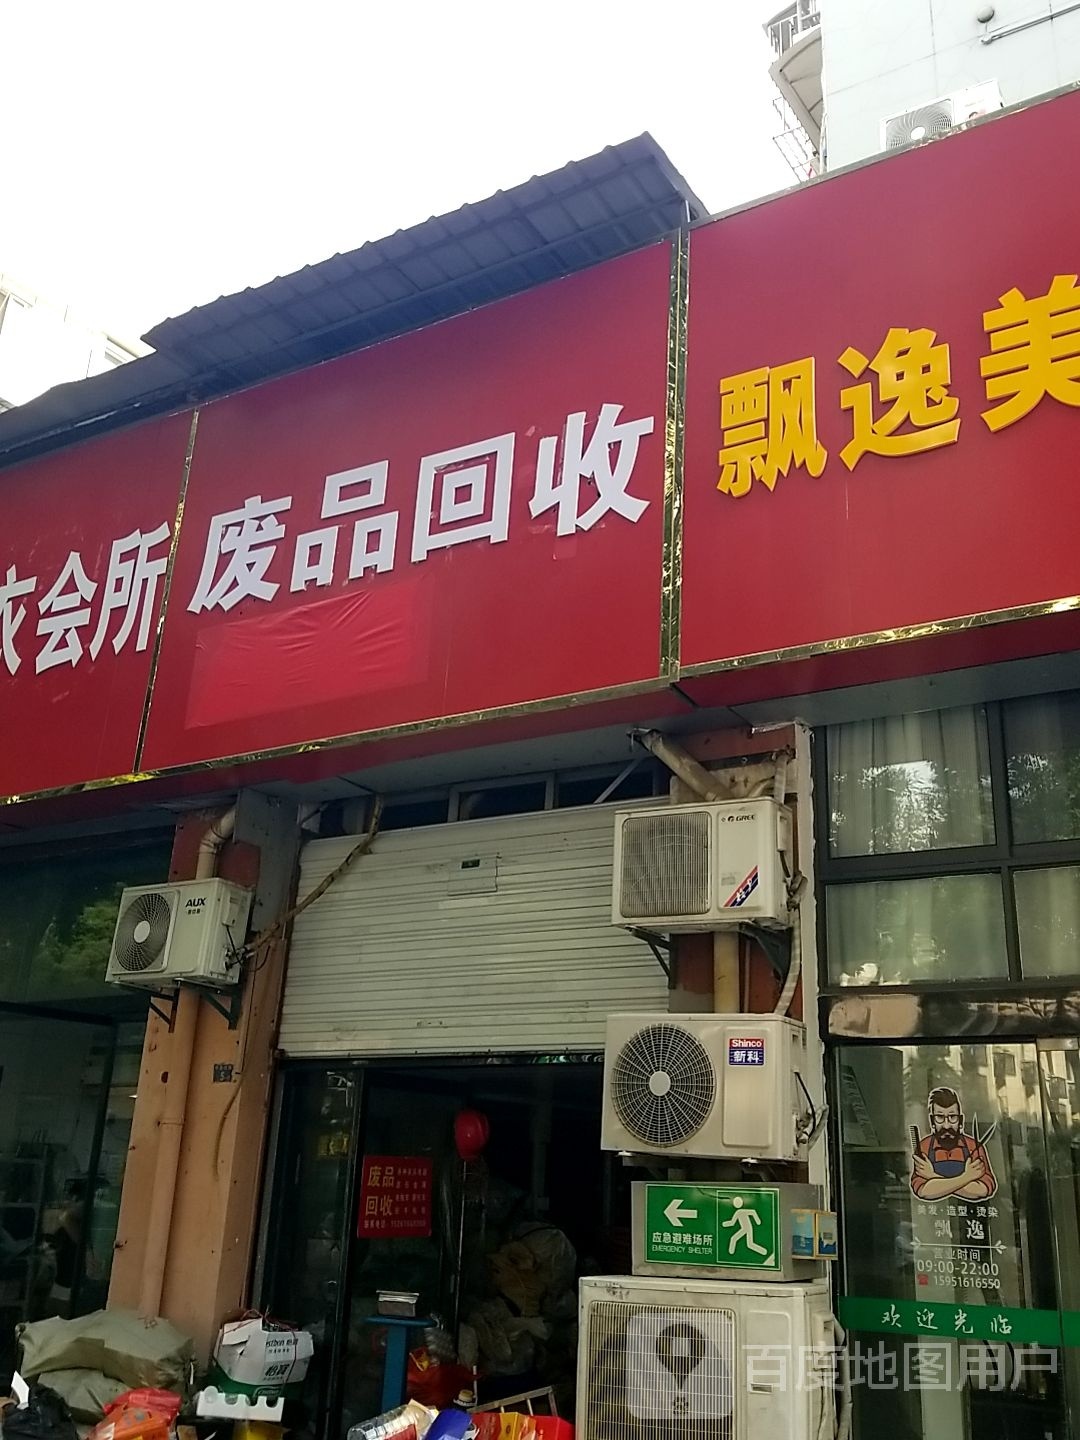 衣会所
废品回收
飘逸美
GREE
AUX
Shinco
新科
废品
回收
应急避难场所
EMERGENCY SHELTER
美发·造型·烫染
飘逸
营业时间
09:00-22:00
15951616550
欢迎光临
怡宝
百度地图用户